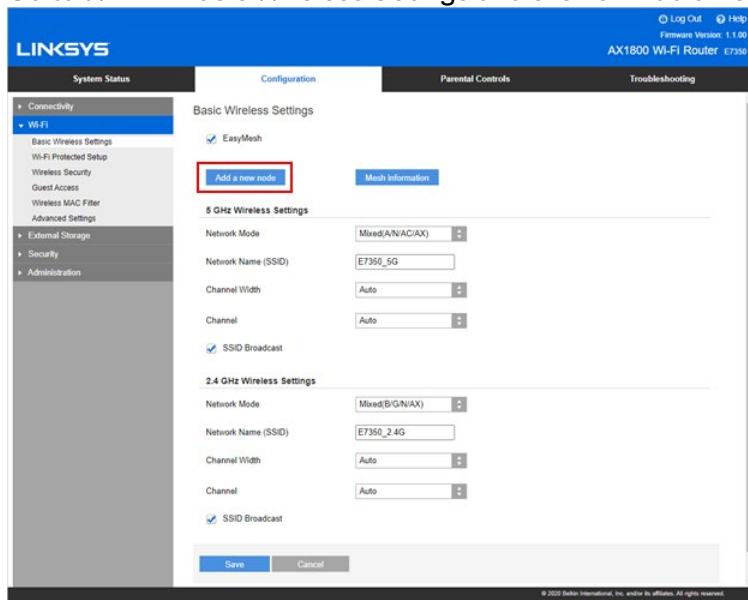 Log Out Help
Firmware Version: 1.1.00
LINKSYS
AX1800 Wi-Fi Router E7350
System Status Configuration Parental Controls Troubleshooting
Connectivity
Wi-Fi
Basic Wireless Settings
Wi-Fi Protected Setup
Wireless Security
Guest Access
Wireless MAC Filter
Advanced Settings
External Storage
Security
Administration
Basic Wireless Settings
EasyMesh
Add a new node Mesh information
5 GHz Wireless Settings
Network Mode Mixed(A/N/AC/AX)
Network Name (SSID) E7350_5G
Channel Width Auto
Channel Auto
SSID Broadcast
2.4 GHz Wireless Settings
Network Mode Mixed(B/G/N/AX)
Network Name (SSID) E7350_2.4G
Channel Width Auto
Channel Auto
SSID Broadcast
Save Cancel
© 2020 Belkin International, Inc. and/or its affiliates. All rights reserved.